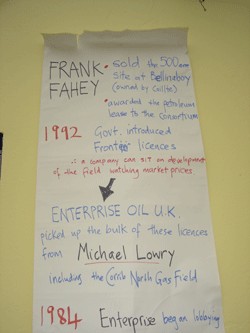 FRANK FAHEY • sold the 500 acre
site at Bellinaboy
(owned by Coillte)
• awarded the petroleum
lease to the Consortium
1992 Govt. introduced
Frontier licences
∴ a company can sit on development
of the field watching market prices
ENTERPRISE OIL U.K.
picked up the bulk of these licences
from Michael Lowry
including the Corrib North Gas Field
1984 Enterprise began lobbying